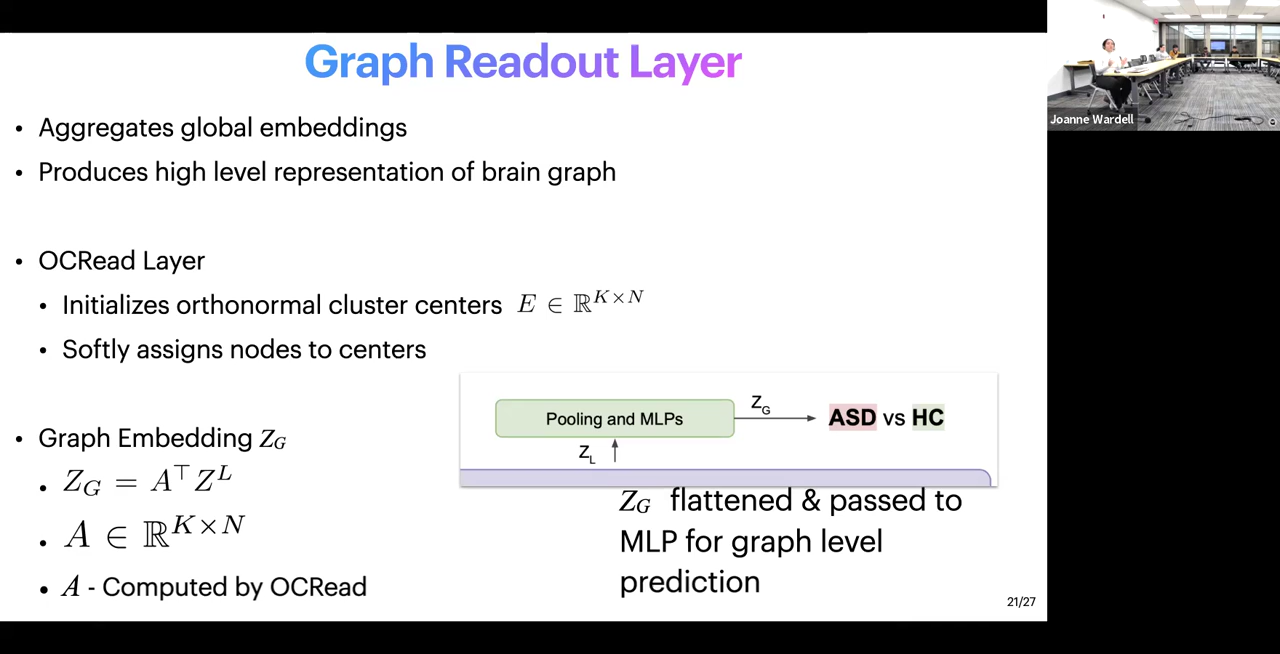 Graph Readout Layer
• Aggregates global embeddings
• Produces high level representation of brain graph
• OCRead Layer
• Initializes orthonormal cluster centers E ∈ ℝ^{K×N}
• Softly assigns nodes to centers
• Graph Embedding Z_G
• Z_G = A^⊤ Z^L
• A ∈ ℝ^{K×N}
• A - Computed by OCRead
Pooling and MLPs
Z_G
ASD vs HC
Z_L
Z_G flattened & passed to
MLP for graph level
prediction
21/27
Joanne Wardell